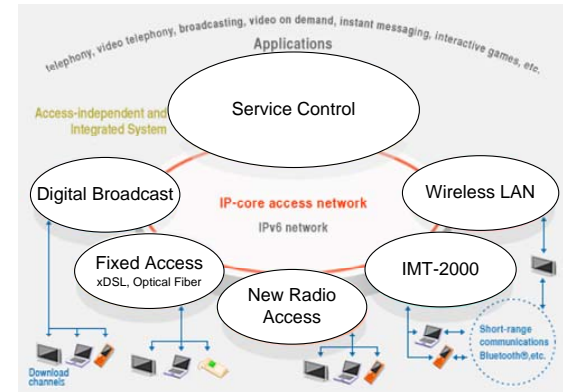 telephony, video telephony, broadcasting, video on demand, instant messaging, interactive games, etc.
Applications
Service Control
Access-independent and
Integrated System
Digital Broadcast
Wireless LAN
IP-core access network
IPv6 network
Fixed Access
xDSL, Optical Fiber
IMT-2000
New Radio
Access
Short-range
communications
Bluetooth®,etc.
Download
channels